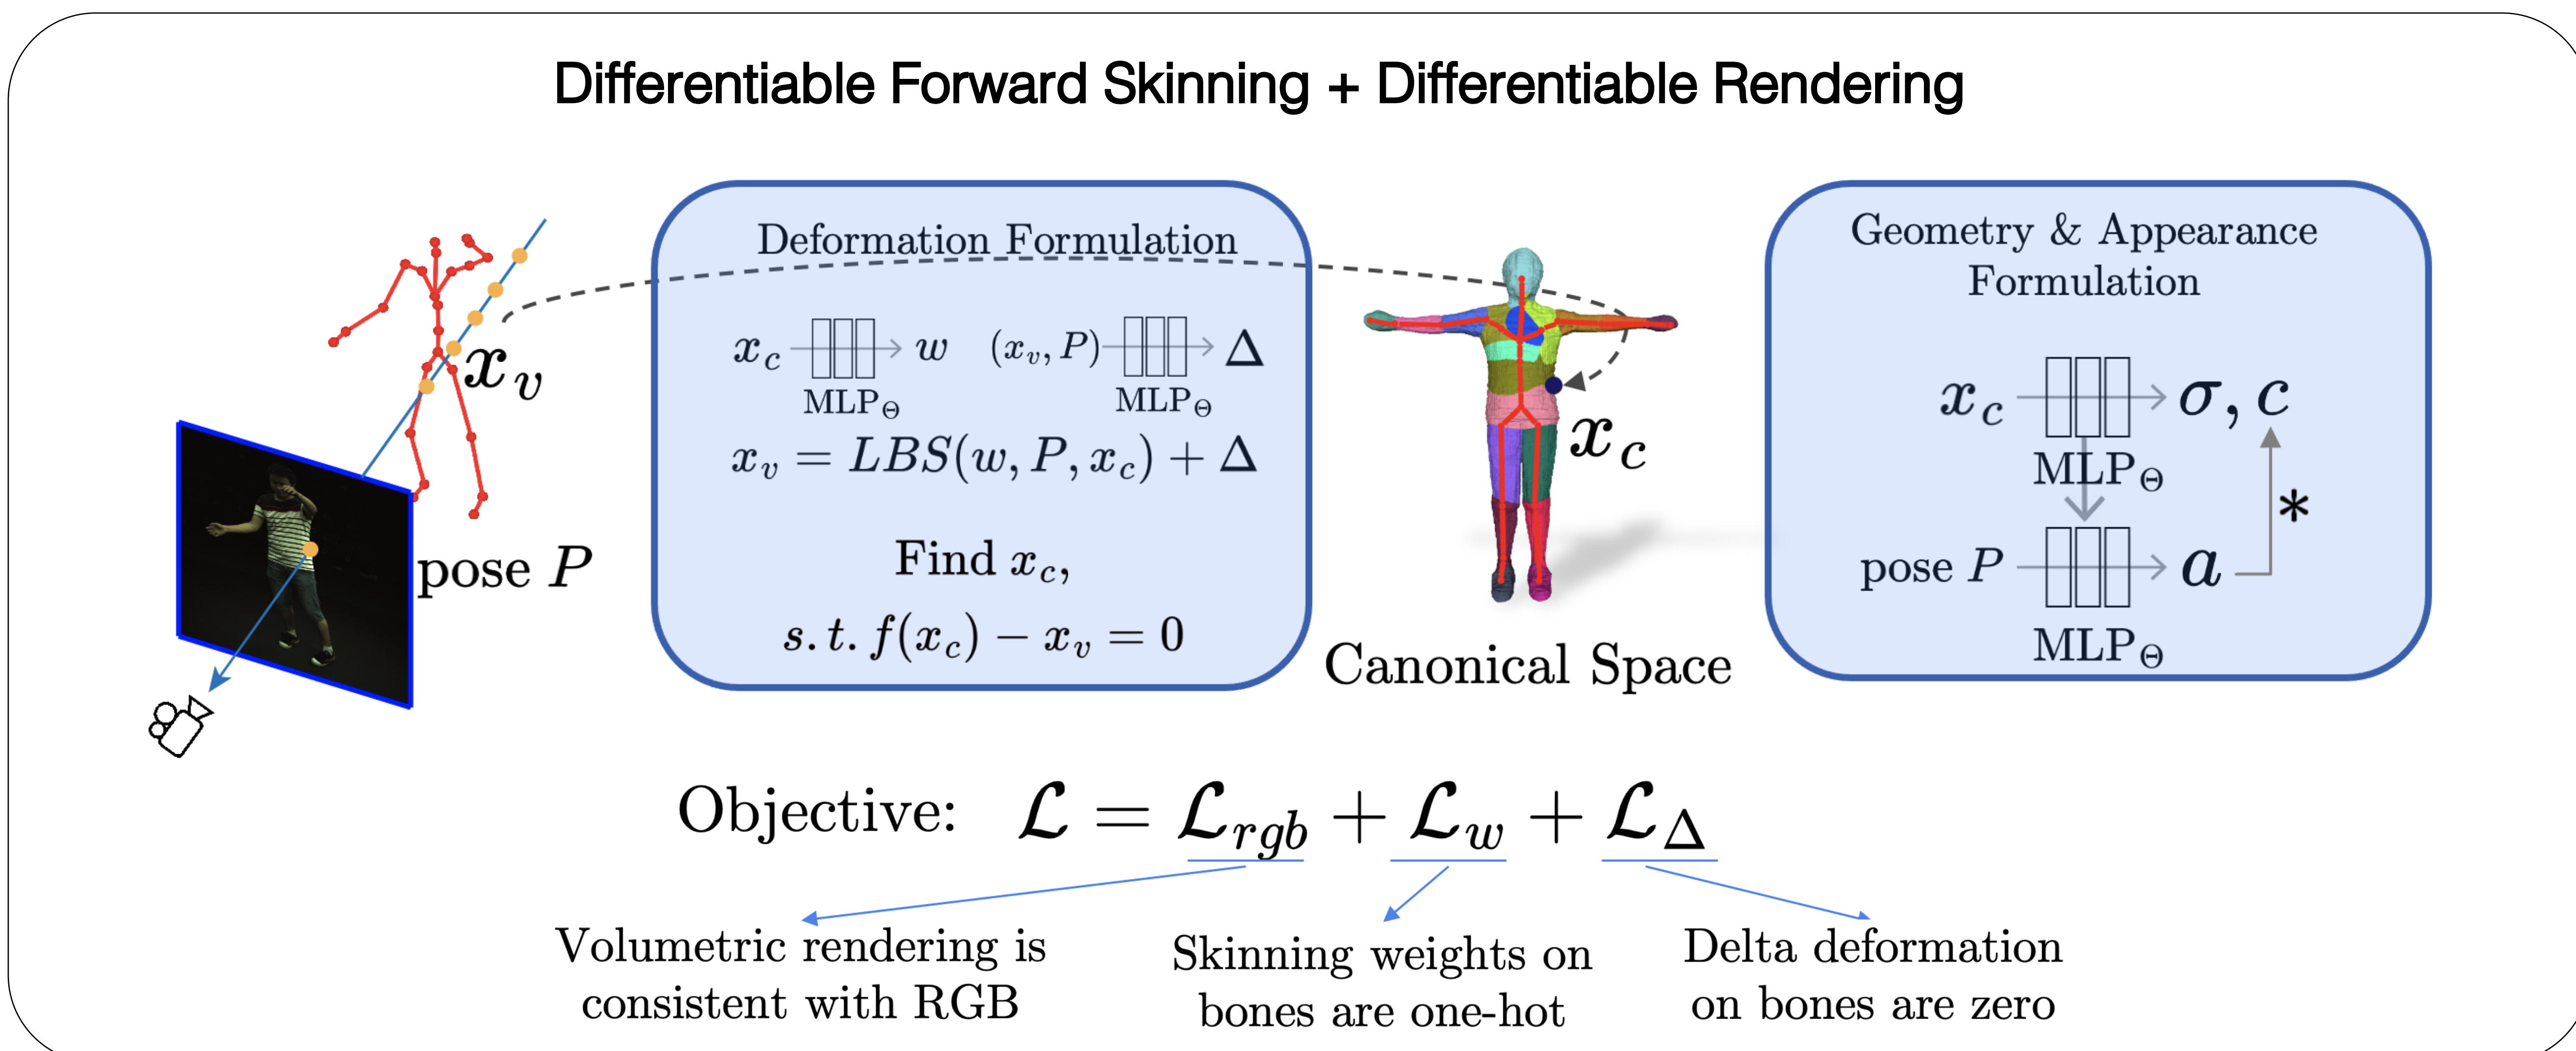 Differentiable Forward Skinning + Differentiable Rendering
x_v
pose P
Deformation Formulation
x_c → w (x_v, P) → Δ
MLP_Θ MLP_Θ
x_v = LBS(w, P, x_c) + Δ
Find x_c,
s.t. f(x_c) − x_v = 0
x_c
Canonical Space
Geometry & Appearance
Formulation
x_c → σ, c
MLP_Θ
*
pose P → a
MLP_Θ
Objective: ℒ = ℒ_rgb + ℒ_w + ℒ_Δ
Volumetric rendering is
consistent with RGB
Skinning weights on
bones are one-hot
Delta deformation
on bones are zero